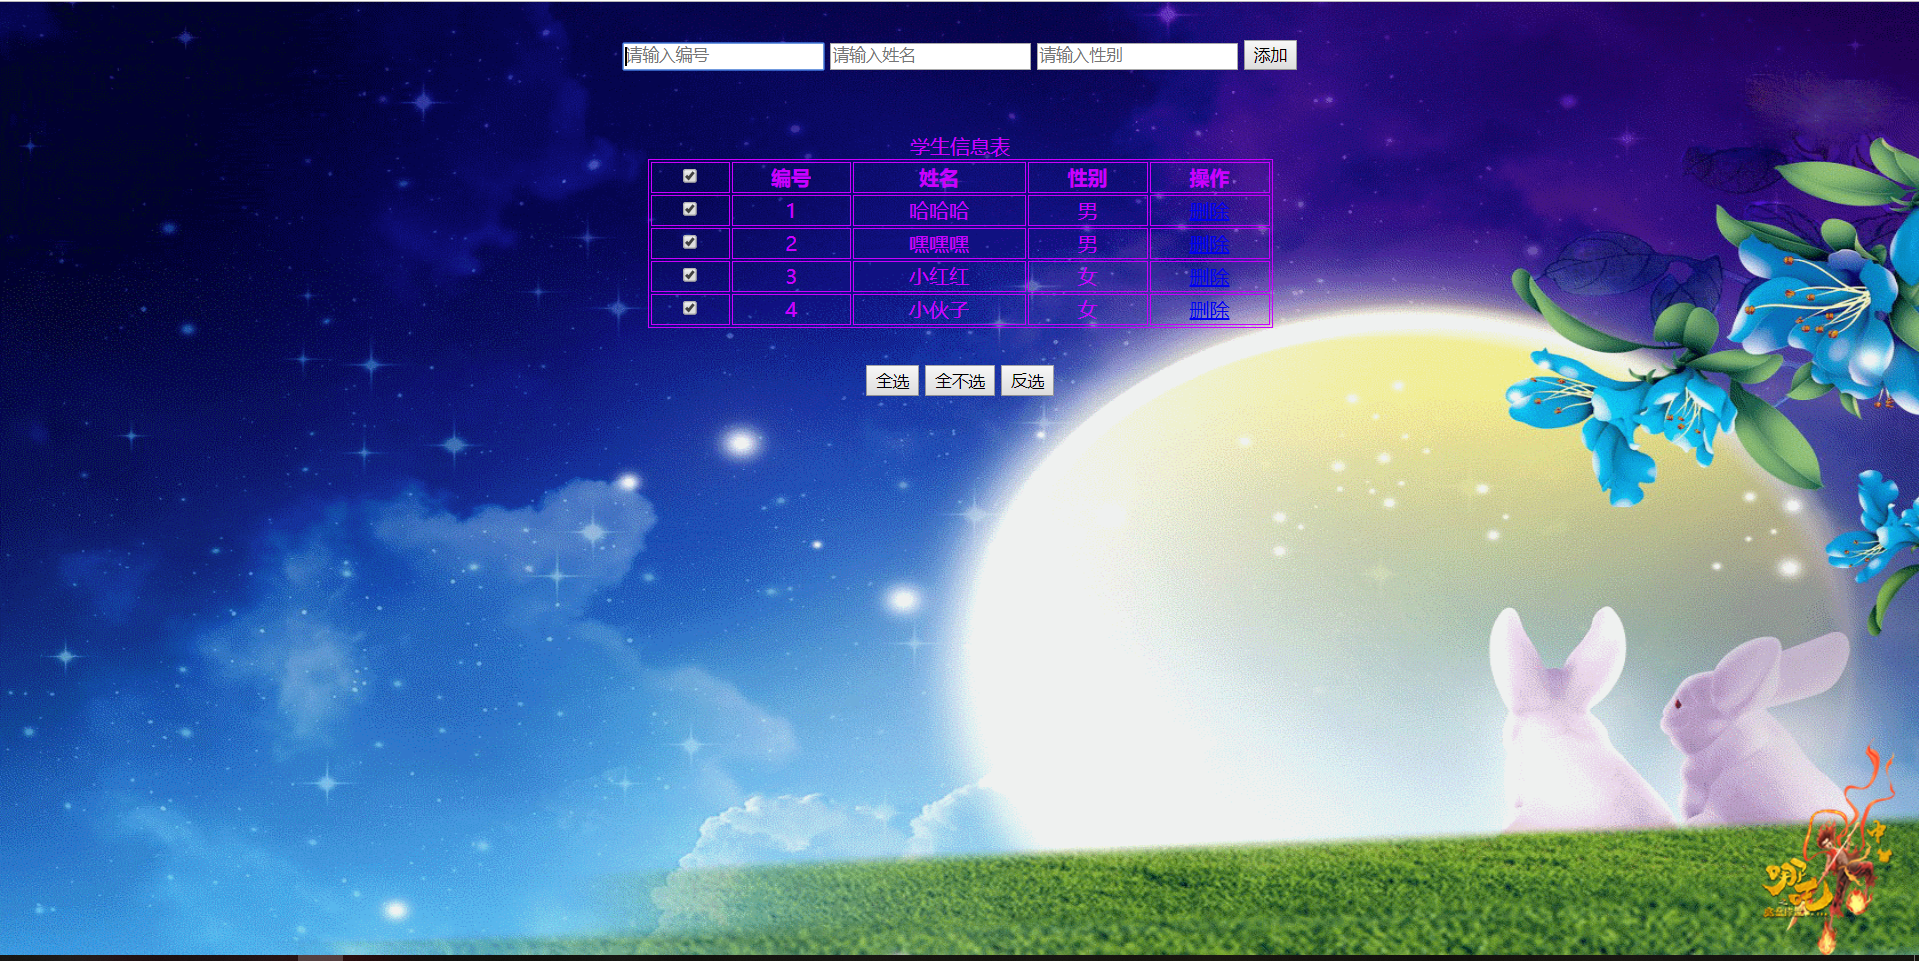 请输入编号 请输入姓名 请输入性别 添加
学生信息表
编号 姓名 性别 操作
1 哈哈哈 男 删除
2 嘿嘿嘿 男 删除
3 小红红 女 删除
4 小伙子 女 删除
全选 全不选 反选